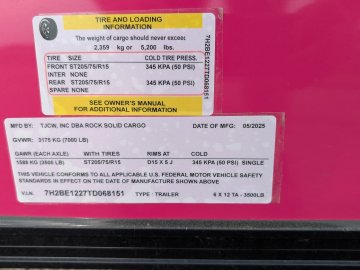 TIRE AND LOADING
INFORMATION
The weight of cargo should never exceed:
2,359 kg or 5,200 lbs.
TIRE SIZE COLD TIRE PRESS.
FRONT ST205/75/R15 345 KPA (50 PSI)
INTER NONE
REAR ST205/75/R15 345 KPA (50 PSI)
SPARE NONE
SEE OWNER'S MANUAL
FOR ADDITIONAL INFORMATION
7H2BE1227TD068151
MFD BY: TJCW, INC DBA ROCK SOLID CARGO DATE OF MFG: 05/2025
GVWR: 3175 KG (7000 LB)
GAWR (EACH AXLE) TIRES RIMS AT COLD
1588 KG (3500 LB) ST205/75/R15 D15 X 5 J 345 KPA (50 PSI) SINGLE
THIS VEHICLE CONFORMS TO ALL APPLICABLE U.S. FEDERAL MOTOR VEHICLE SAFETY
STANDARDS IN EFFECT ON THE DATE OF MANUFACTURE SHOWN ABOVE
V.I.N. 7H2BE1227TD068151 TYPE : TRAILER 6 X 12 TA - 3500LB